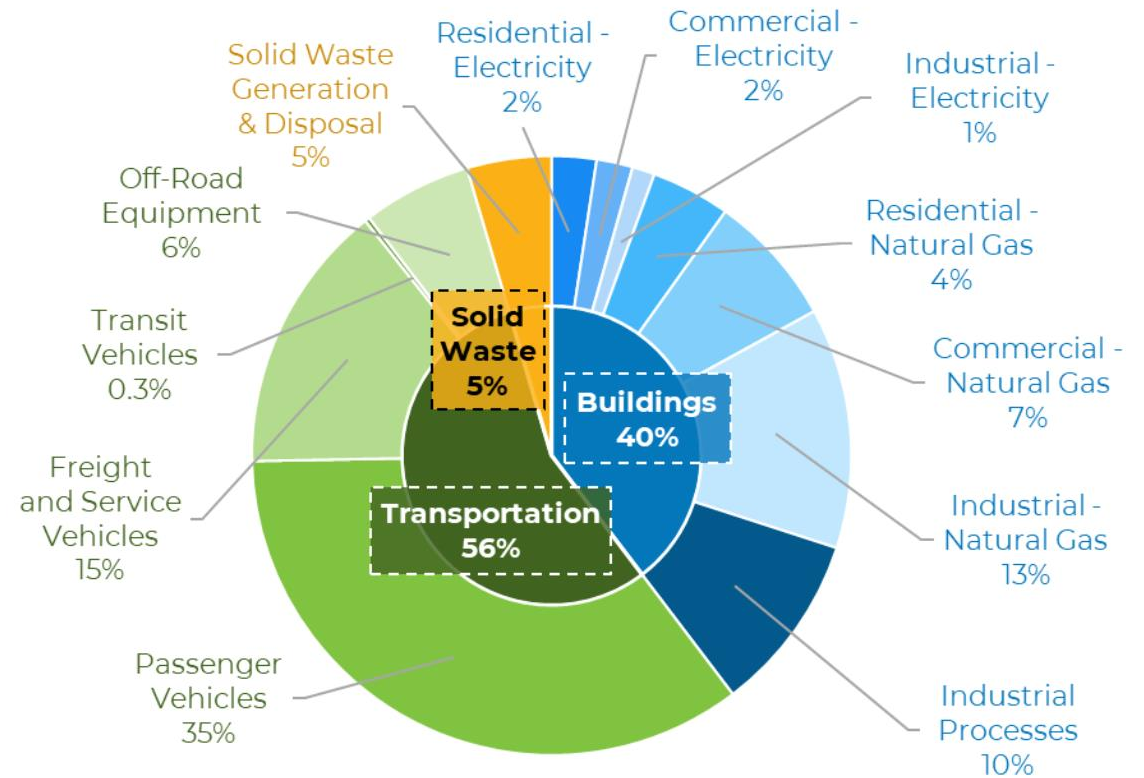 Residential -
Electricity
2%
Commercial -
Electricity
2%
Industrial -
Electricity
1%
Residential -
Natural Gas
4%
Commercial -
Natural Gas
7%
Industrial -
Natural Gas
13%
Industrial
Processes
10%
Passenger
Vehicles
35%
Freight
and Service
Vehicles
15%
Transit
Vehicles
0.3%
Off-Road
Equipment
6%
Solid Waste
Generation
& Disposal
5%
Solid
Waste
5%
Buildings
40%
Transportation
56%